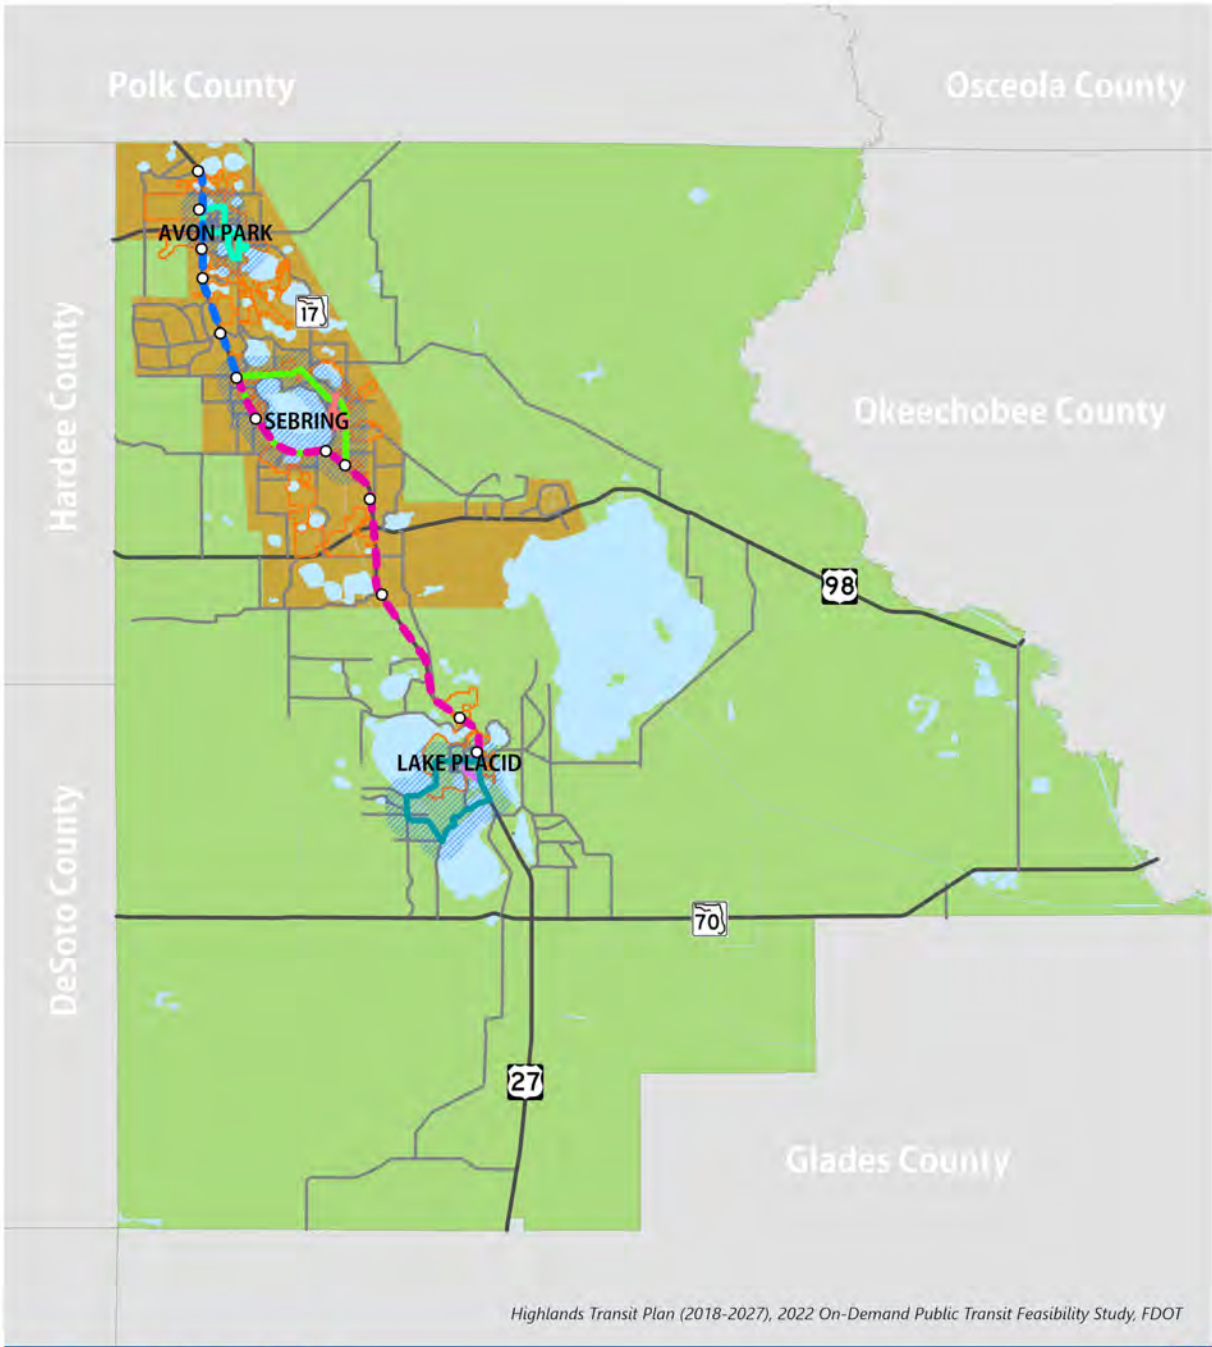 Polk County
Osceola County
AVON PARK
17
Hardee County
SEBRING
Okeechobee County
98
LAKE PLACID
DeSoto County
70
27
Glades County
Highlands Transit Plan (2018-2027), 2022 On-Demand Public Transit Feasibility Study, FDOT